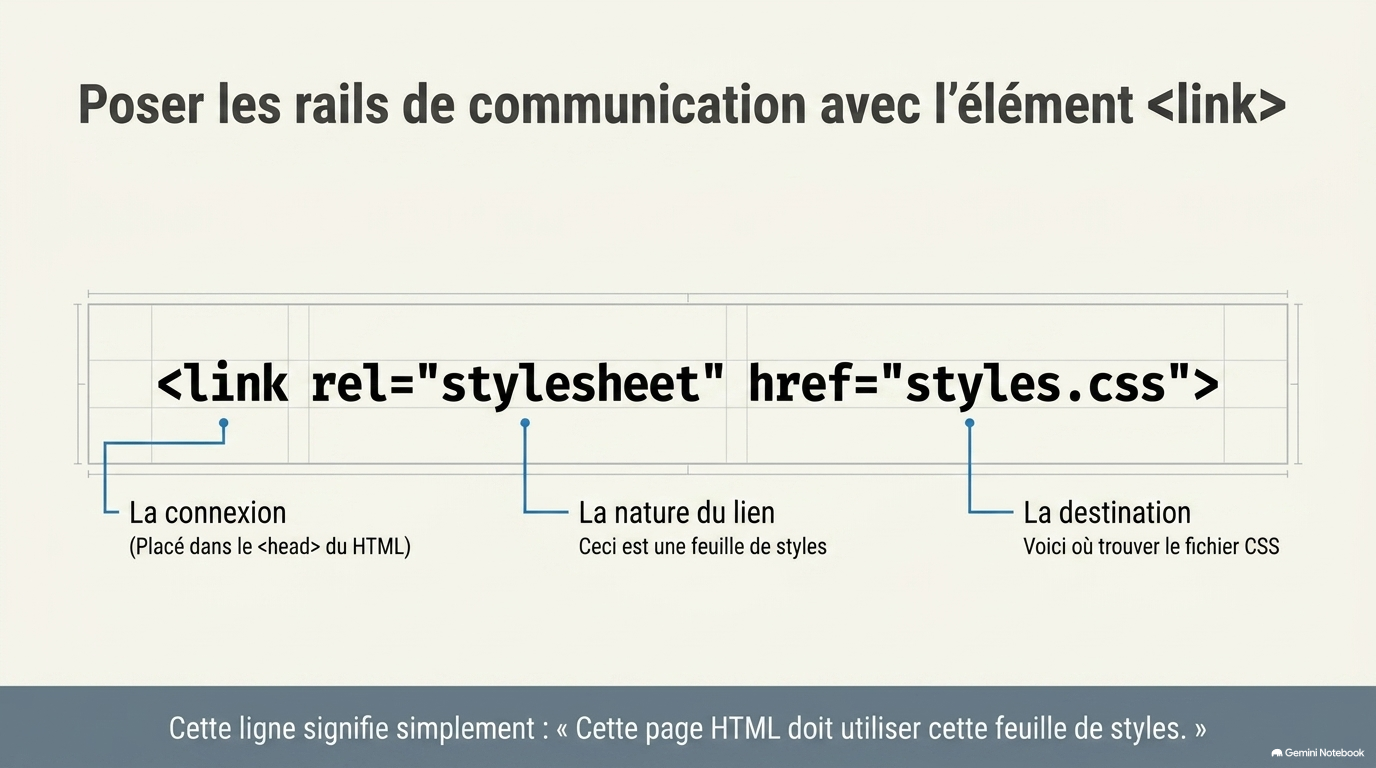 Poser les rails de communication avec l’élément <link>
<link rel="stylesheet" href="styles.css">
La connexion
(Placé dans le <head> du HTML)
La nature du lien
Ceci est une feuille de styles
La destination
Voici où trouver le fichier CSS
Cette ligne signifie simplement : « Cette page HTML doit utiliser cette feuille de styles. »
Gemini Notebook